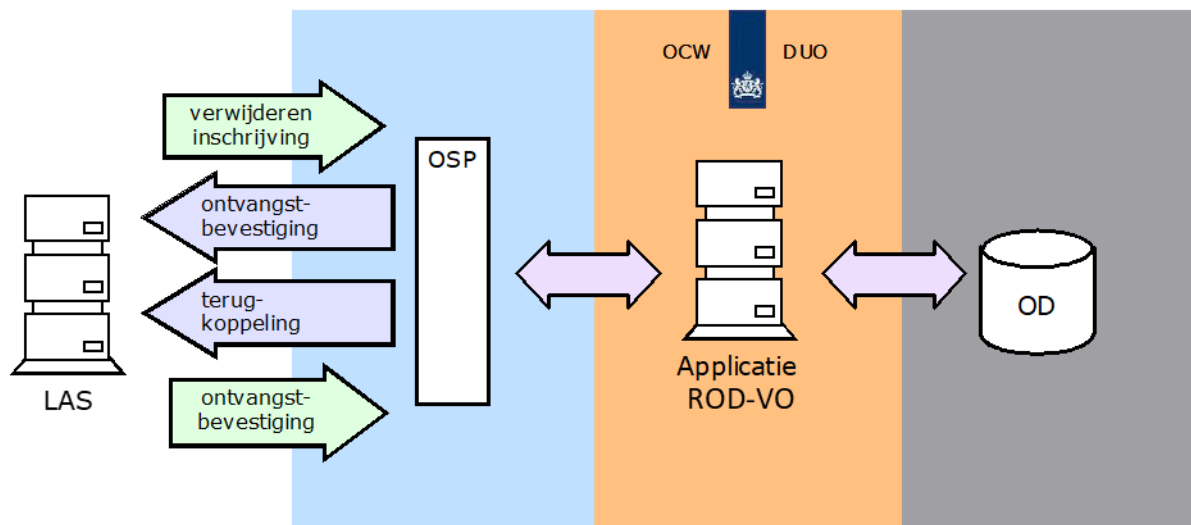 OCW
DUO
verwijderen
inschrijving
OSP
ontvangst-
bevestiging
terug-
koppeling
OD
Applicatie
ROD-VO
LAS
ontvangst-
bevestiging